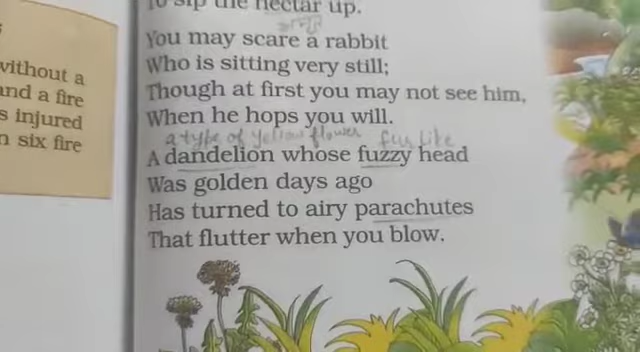 To sip the nectar up.
You may scare a rabbit
Who is sitting very still;
Though at first you may not see him,
When he hops you will.
a type of yellow flower fur like
A dandelion whose fuzzy head
Was golden days ago
Has turned to airy parachutes
That flutter when you blow.
without a
and a fire
s injured
n six fire